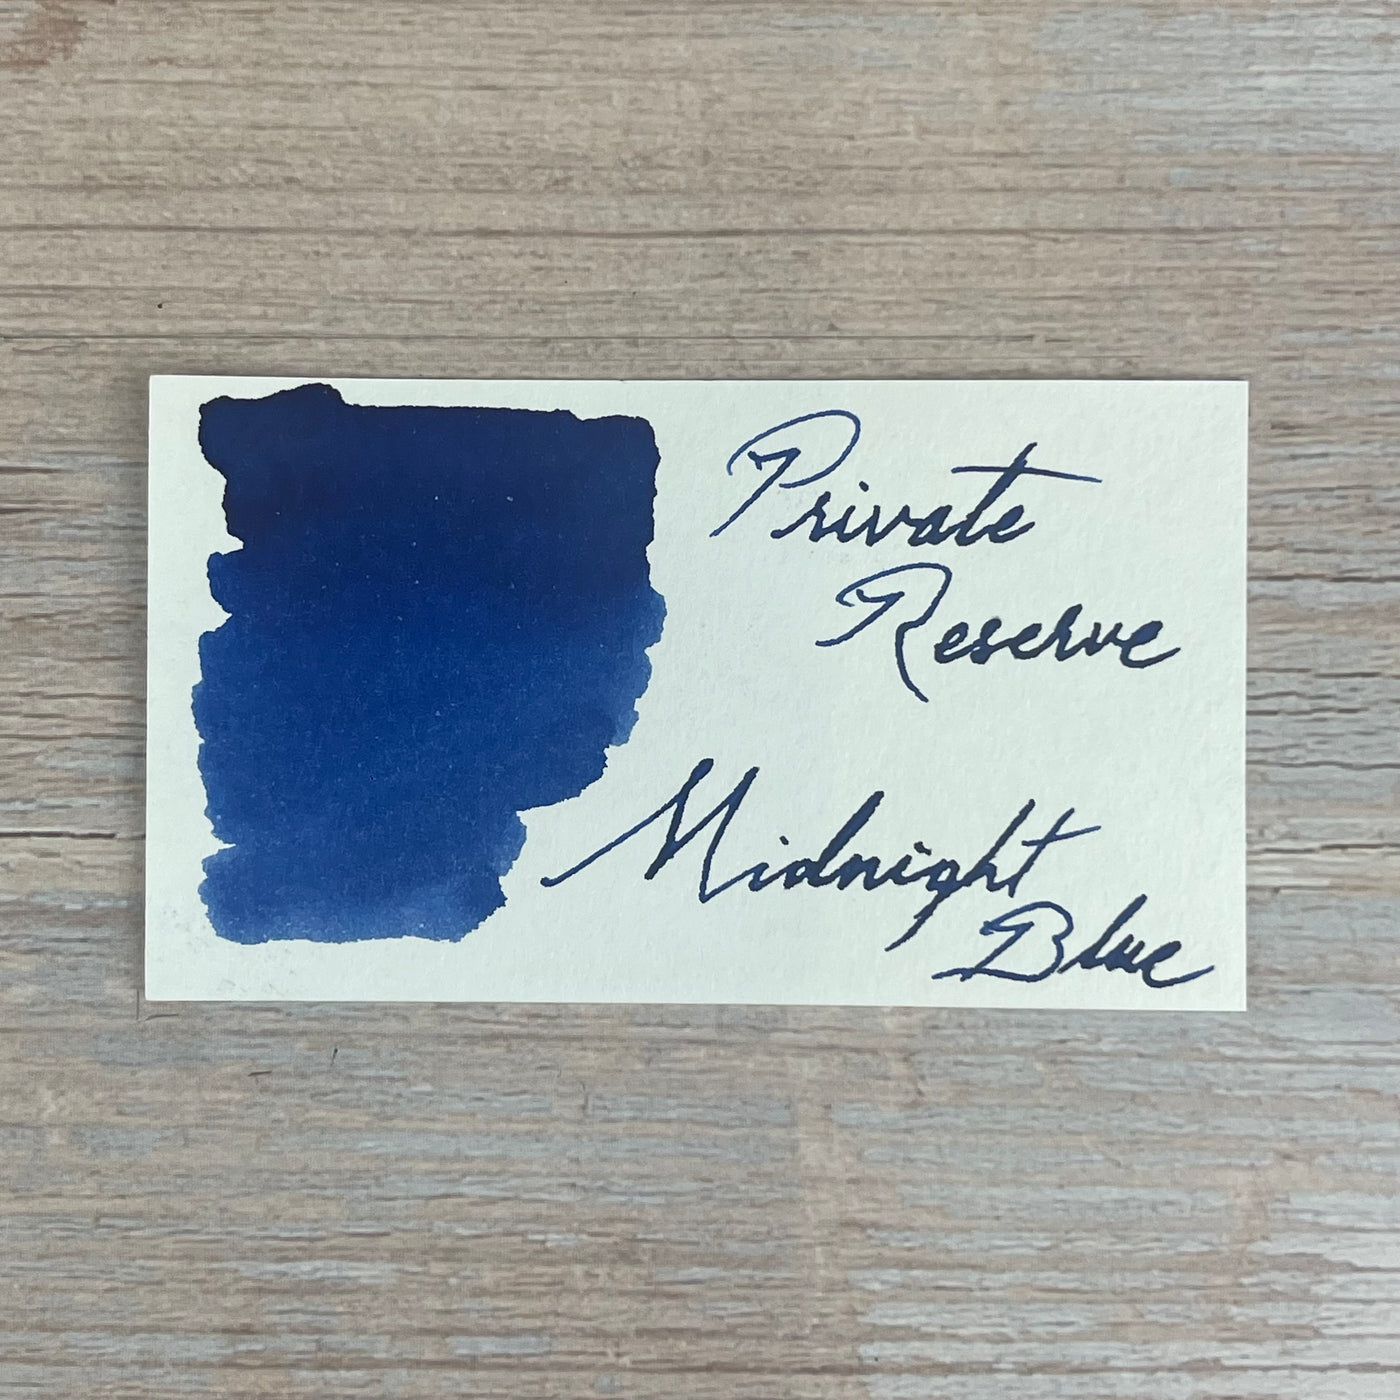 Private
Reserve
Midnight
Blue